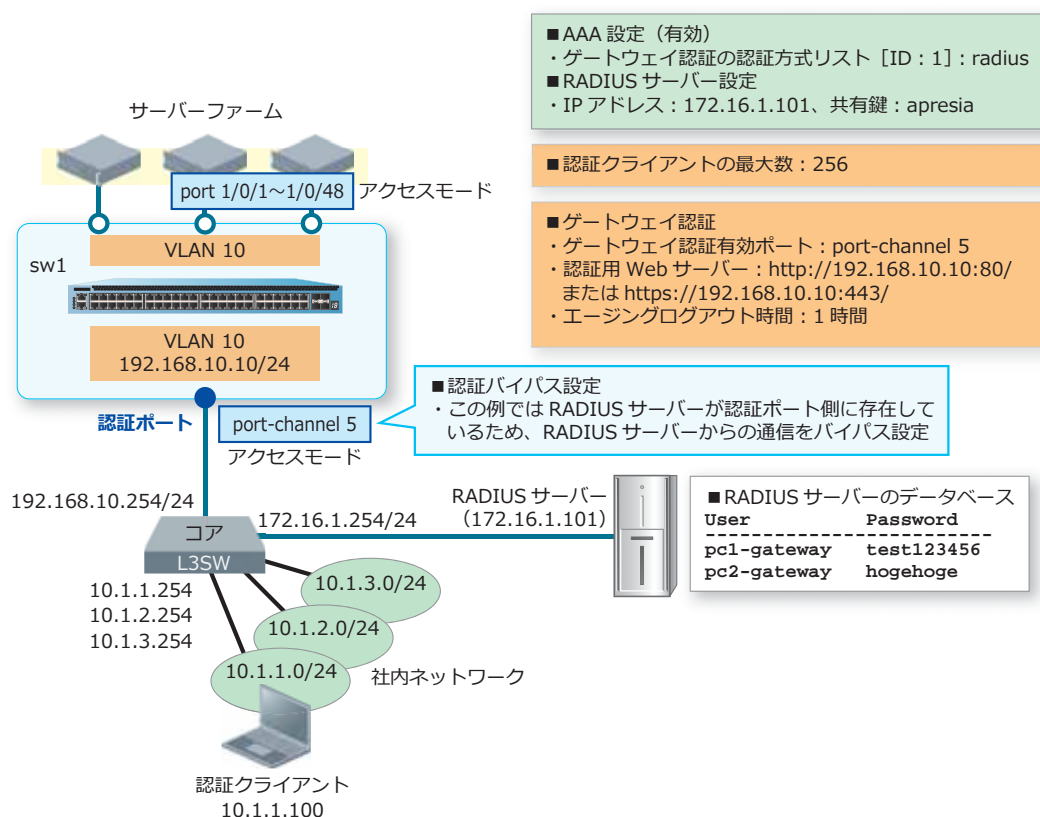 ■AAA 設定（有効）
・ゲートウェイ認証の認証方式リスト［ID：1］：radius
■RADIUS サーバー設定
・IP アドレス：172.16.1.101、共有鍵：apresia
■認証クライアントの最大数：256
■ゲートウェイ認証
・ゲートウェイ認証有効ポート：port-channel 5
・認証用 Web サーバー：http://192.168.10.10:80/
または https://192.168.10.10:443/
・エージングログアウト時間：1 時間
サーバーファーム
port 1/0/1～1/0/48
アクセスモード
VLAN 10
sw1
VLAN 10
192.168.10.10/24
認証ポート
port-channel 5
アクセスモード
■認証バイパス設定
・この例では RADIUS サーバーが認証ポート側に存在して
いるため、RADIUS サーバーからの通信をバイパス設定
192.168.10.254/24
コア
L3SW
172.16.1.254/24
RADIUS サーバー
（172.16.1.101）
■RADIUS サーバーのデータベース
User Password
--------------------------
pc1-gateway test123456
pc2-gateway hogehoge
10.1.1.254
10.1.2.254
10.1.3.254
10.1.3.0/24
10.1.2.0/24
10.1.1.0/24
社内ネットワーク
認証クライアント
10.1.1.100